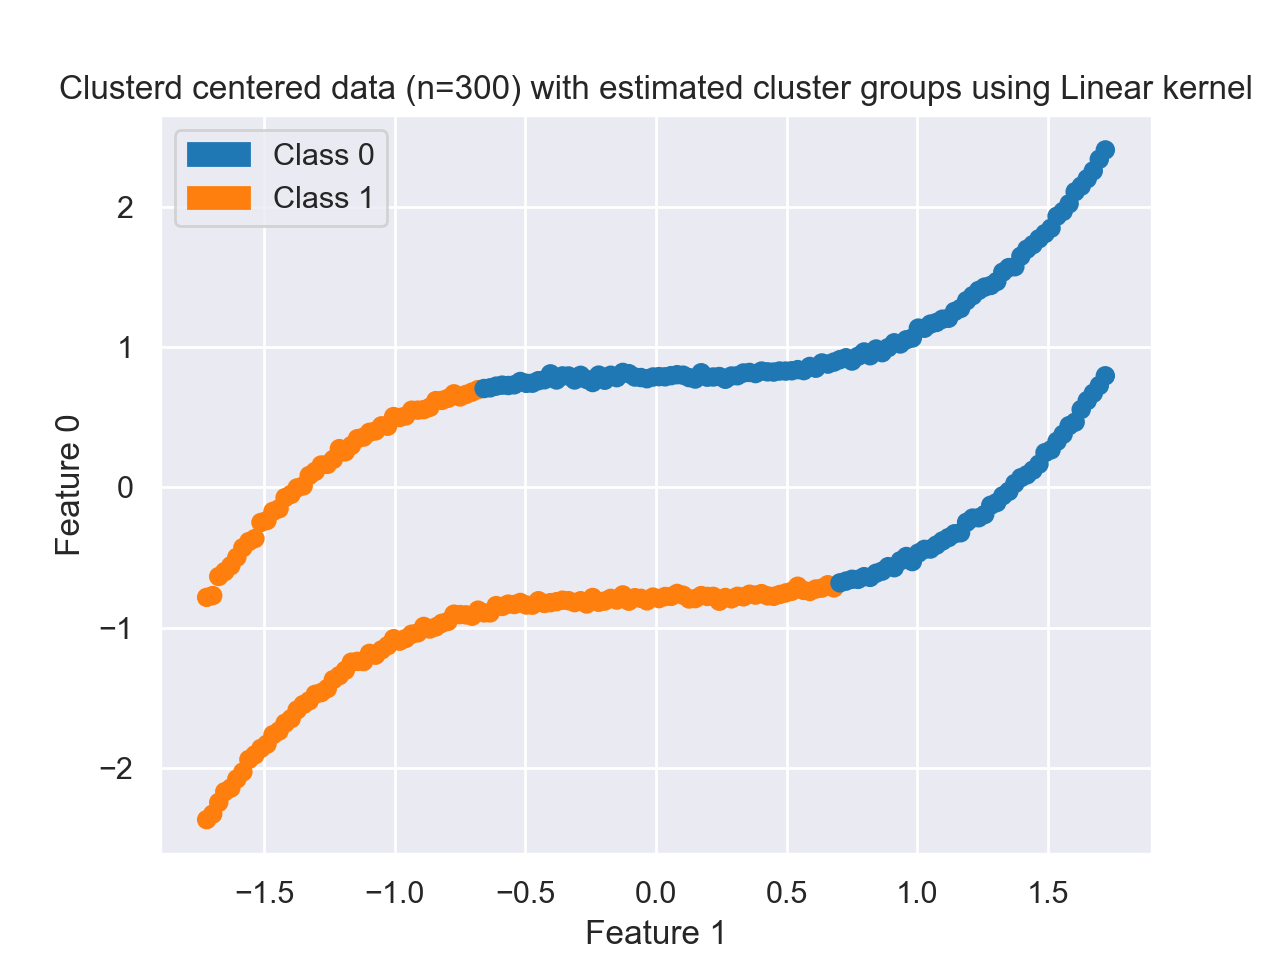 Clusterd centered data (n=300) with estimated cluster groups using Linear kernel
Class 0
Class 1
Feature 0
2
1
0
−1
−2
−1.5 −1.0 −0.5 0.0 0.5 1.0 1.5
Feature 1